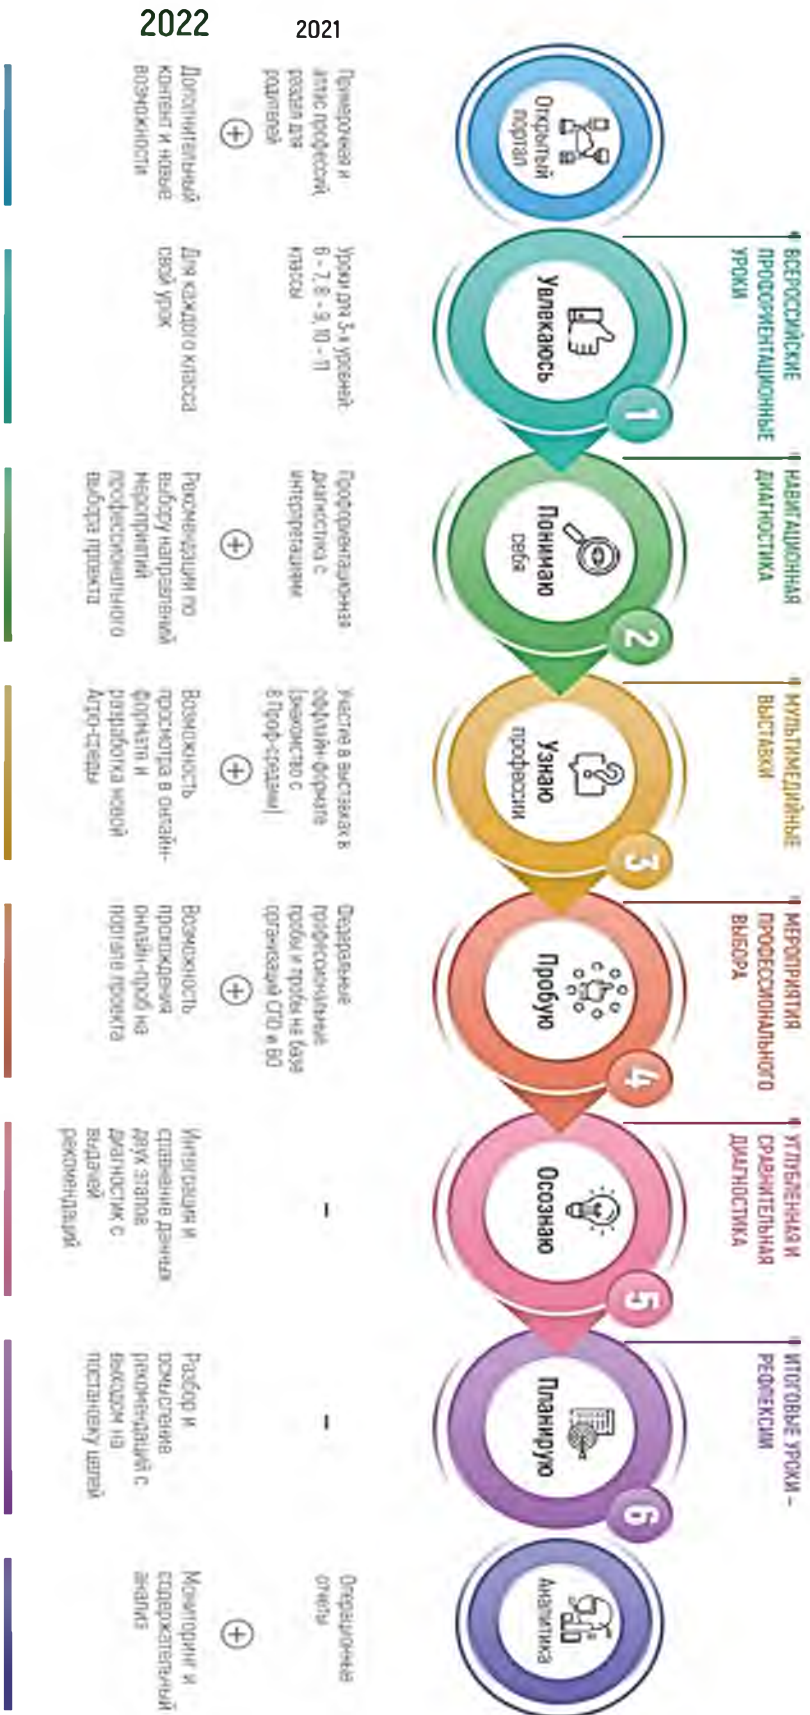 ВСЕРОССИЙСКИЕ
ПРОФОРИЕНТАЦИОННЫЕ
УРОКИ
НАВИГАЦИОННАЯ
ДИАГНОСТИКА
МУЛЬТИМЕДИЙНЫЕ
ВЫСТАВКИ
МЕРОПРИЯТИЯ
ПРОФЕССИОНАЛЬНОГО
ВЫБОРА
УГЛУБЛЕННАЯ И
СРАВНИТЕЛЬНАЯ
ДИАГНОСТИКА
ИТОГОВЫЕ УРОКИ –
РЕФЛЕКСИИ
Открытый
портал
1
Увлекаюсь
2
Понимаю
себя
3
Узнаю
профессии
4
Пробую
5
Осознаю
6
Планирую
Аналитика
2021
Примерочная и
атлас профессий,
раздел для
родителей
Уроки для 3-х уровней:
6 – 7, 8 – 9, 10 – 11
классы
Профориентационная
диагностика с
интерпретациями
Участие в выставках в
оффлайн-формате
(знакомство с
8 Проф-средами)
Федеральные
профессиональные
пробы и пробы на базе
организаций СПО и ВО
–
–
Операционные
отчеты
+
+
+
+
+
2022
Дополнительный
контент и новые
возможности
Для каждого класса
свой урок
Рекомендации по
выбору направлений
мероприятий
профессионального
выбора проекта
Возможность
просмотра в онлайн-
формате и
разработка новой
Агро-среды
Возможность
прохождения
онлайн-проб на
портале проекта
Интеграция и
сравнение данных
двух этапов
диагностик с
выдачей
рекомендаций
Разбор и
осмысление
рекомендаций с
выходом на
постановку целей
Мониторинг и
содержательный
анализ